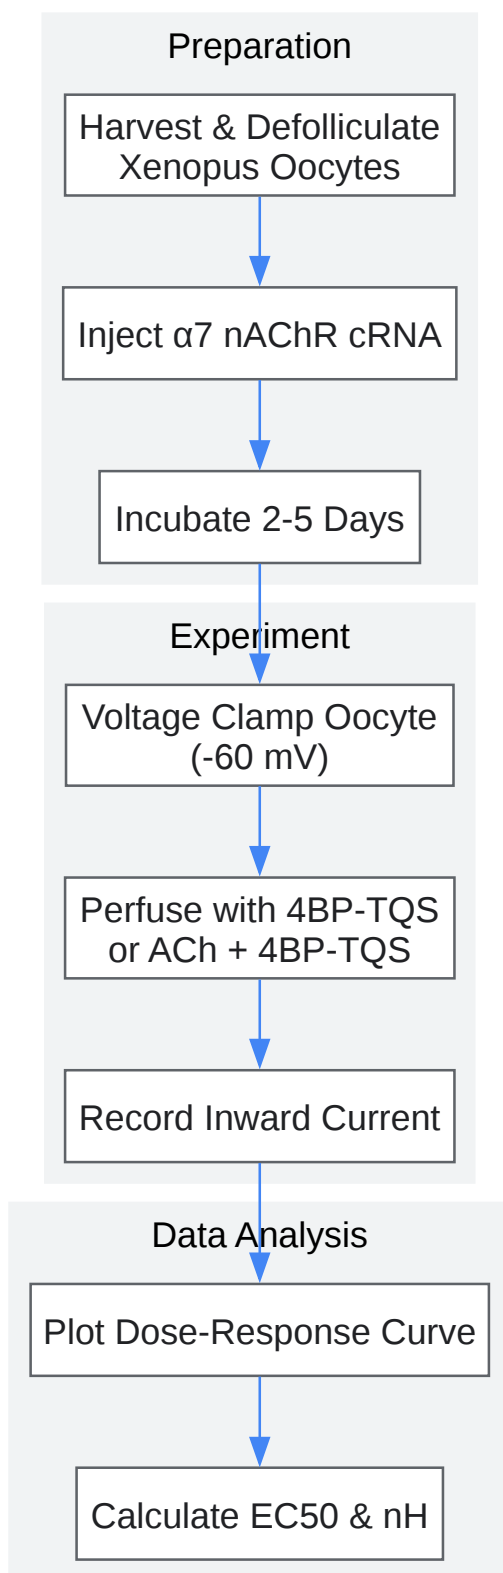 Preparation
Harvest & Defolliculate
Xenopus Oocytes
Inject α7 nAChR cRNA
Incubate 2-5 Days
Experiment
Voltage Clamp Oocyte
(-60 mV)
Perfuse with 4BP-TQS
or ACh + 4BP-TQS
Record Inward Current
Data Analysis
Plot Dose-Response Curve
Calculate EC50 & nH